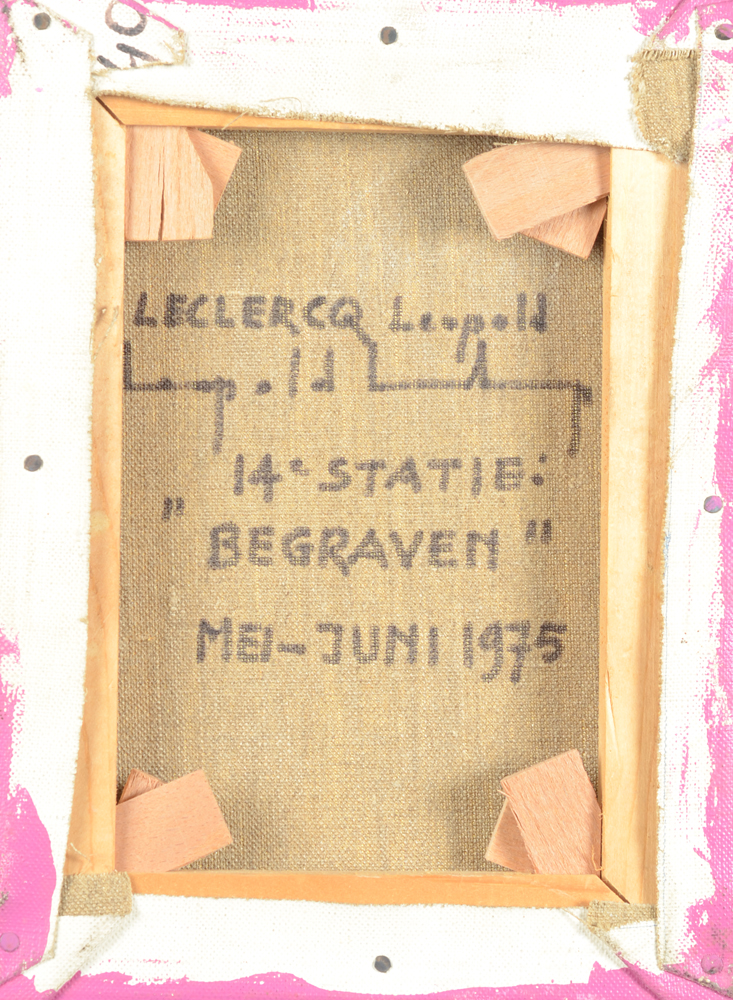 LECLERCQ Leopold
14e STATIE:
" BEGRAVEN "
MEI-JUNI 1975